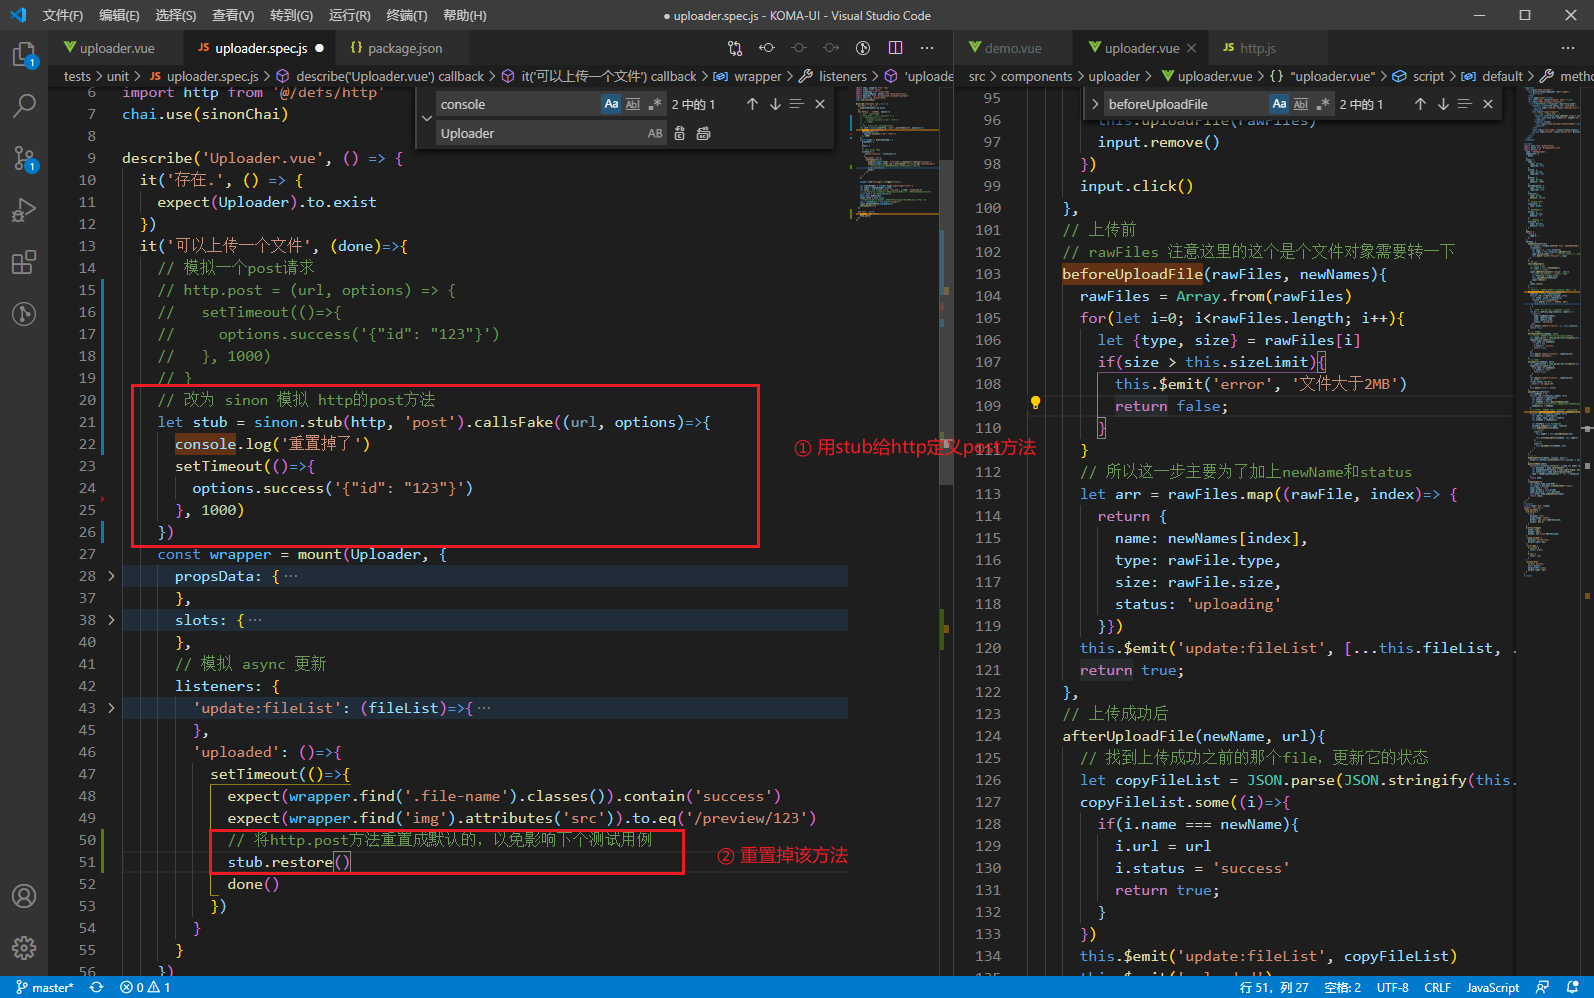 文件(F) 编辑(E) 选择(S) 查看(V) 转到(G) 运行(R) 终端(T) 帮助(H)
● uploader.spec.js - KOMA-UI - Visual Studio Code
uploader.vue JS uploader.spec.js ● {} package.json
tests > unit > JS uploader.spec.js > describe('Uploader.vue') callback > it('可以上传一个文件') callback > wrapper > listeners > 'uploade
console Aa Abl .* 2 中的 1
Uploader AB
6 import http from '@/defs/http'
7 chai.use(sinonChai)
8
9 describe('Uploader.vue', () => {
10 it('存在.', () => {
11 expect(Uploader).to.exist
12 })
13 it('可以上传一个文件', (done)=>{
14 // 模拟一个post请求
15 // http.post = (url, options) => {
16 // setTimeout(()=>{
17 // options.success('{"id": "123"}')
18 // }, 1000)
19 // }
20 // 改为 sinon 模拟 http的post方法
21 let stub = sinon.stub(http, 'post').callsFake((url, options)=>{
22 console.log('重置掉了')
23 setTimeout(()=>{
24 options.success('{"id": "123"}')
25 }, 1000)
26 })
① 用stub给http定义post方法
27 const wrapper = mount(Uploader, {
28 propsData: { …
37 },
38 slots: { …
40 },
41 // 模拟 async 更新
42 listeners: {
43 'update:fileList': (fileList)=>{ …
45 },
46 'uploaded': ()=>{
47 setTimeout(()=>{
48 expect(wrapper.find('.file-name').classes()).contain('success')
49 expect(wrapper.find('img').attributes('src')).to.eq('/preview/123')
50 // 将http.post方法重置成默认的, 以免影响下个测试用例
51 stub.restore()
② 重置掉该方法
52 done()
53 })
54 }
55 }
56 })
demo.vue uploader.vue JS http.js
src > components > uploader > uploader.vue > {} "uploader.vue" > script > default > metho
beforeUploadFile Aa Abl .* 2 中的 1
95
96 this.uploadFile(rawFiles)
97 input.remove()
98 })
99 input.click()
100 },
101 // 上传前
102 // rawFiles 注意这里的这个是个文件对象需要转一下
103 beforeUploadFile(rawFiles, newNames){
104 rawFiles = Array.from(rawFiles)
105 for(let i=0; i<rawFiles.length; i++){
106 let {type, size} = rawFiles[i]
107 if(size > this.sizeLimit){
108 this.$emit('error', '文件大于2MB')
109 return false;
110 }
111 }
112 // 所以这一步主要为了加上newName和status
113 let arr = rawFiles.map((rawFile, index)=> {
114 return {
115 name: newNames[index],
116 type: rawFile.type,
117 size: rawFile.size,
118 status: 'uploading'
119 }})
120 this.$emit('update:fileList', [...this.fileList, .
121 return true;
122 },
123 // 上传成功后
124 afterUploadFile(newName, url){
125 // 找到上传成功之前的那个file, 更新它的状态
126 let copyFileList = JSON.parse(JSON.stringify(this.
127 copyFileList.some((i)=>{
128 if(i.name === newName){
129 i.url = url
130 i.status = 'success'
131 return true;
132 }
133 })
134 this.$emit('update:fileList', copyFileList)
master* 0 1 行 51, 列 27 空格: 2 UTF-8 CRLF JavaScript